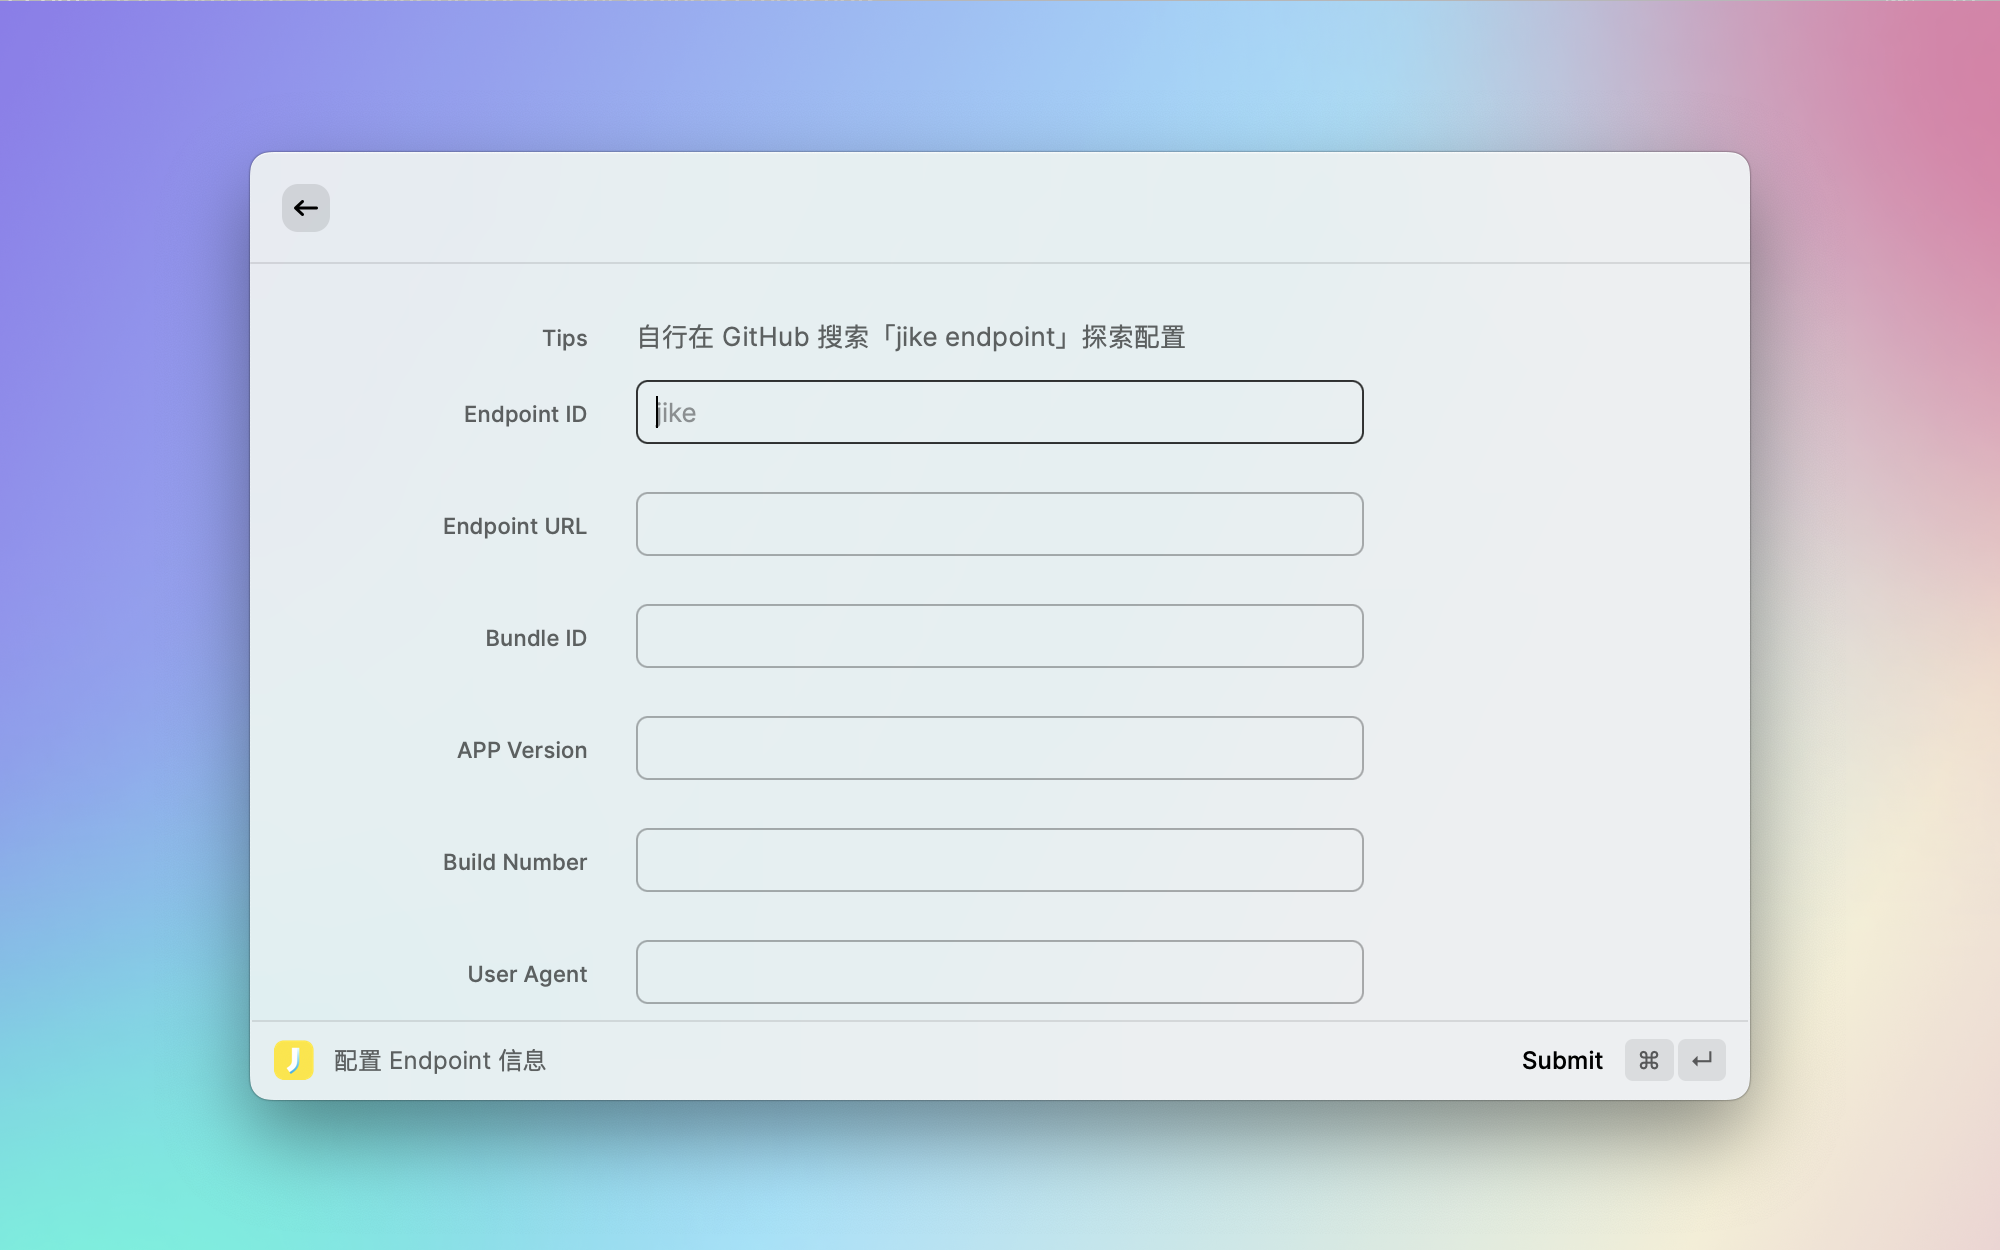 Tips 自行在 GitHub 搜索「jike endpoint」探索配置
Endpoint ID jike
Endpoint URL
Bundle ID
APP Version
Build Number
User Agent
配置 Endpoint 信息 Submit ⌘ ↵